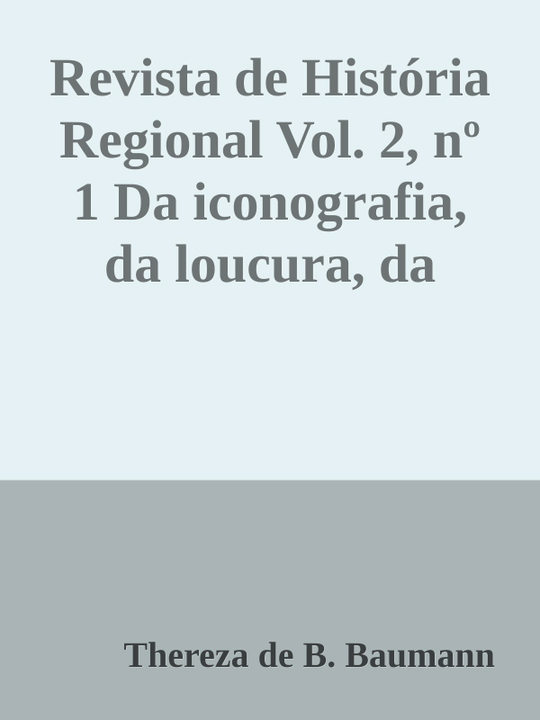 Revista de História
Regional Vol. 2, nº
1 Da iconografia,
da loucura, da
Thereza de B. Baumann